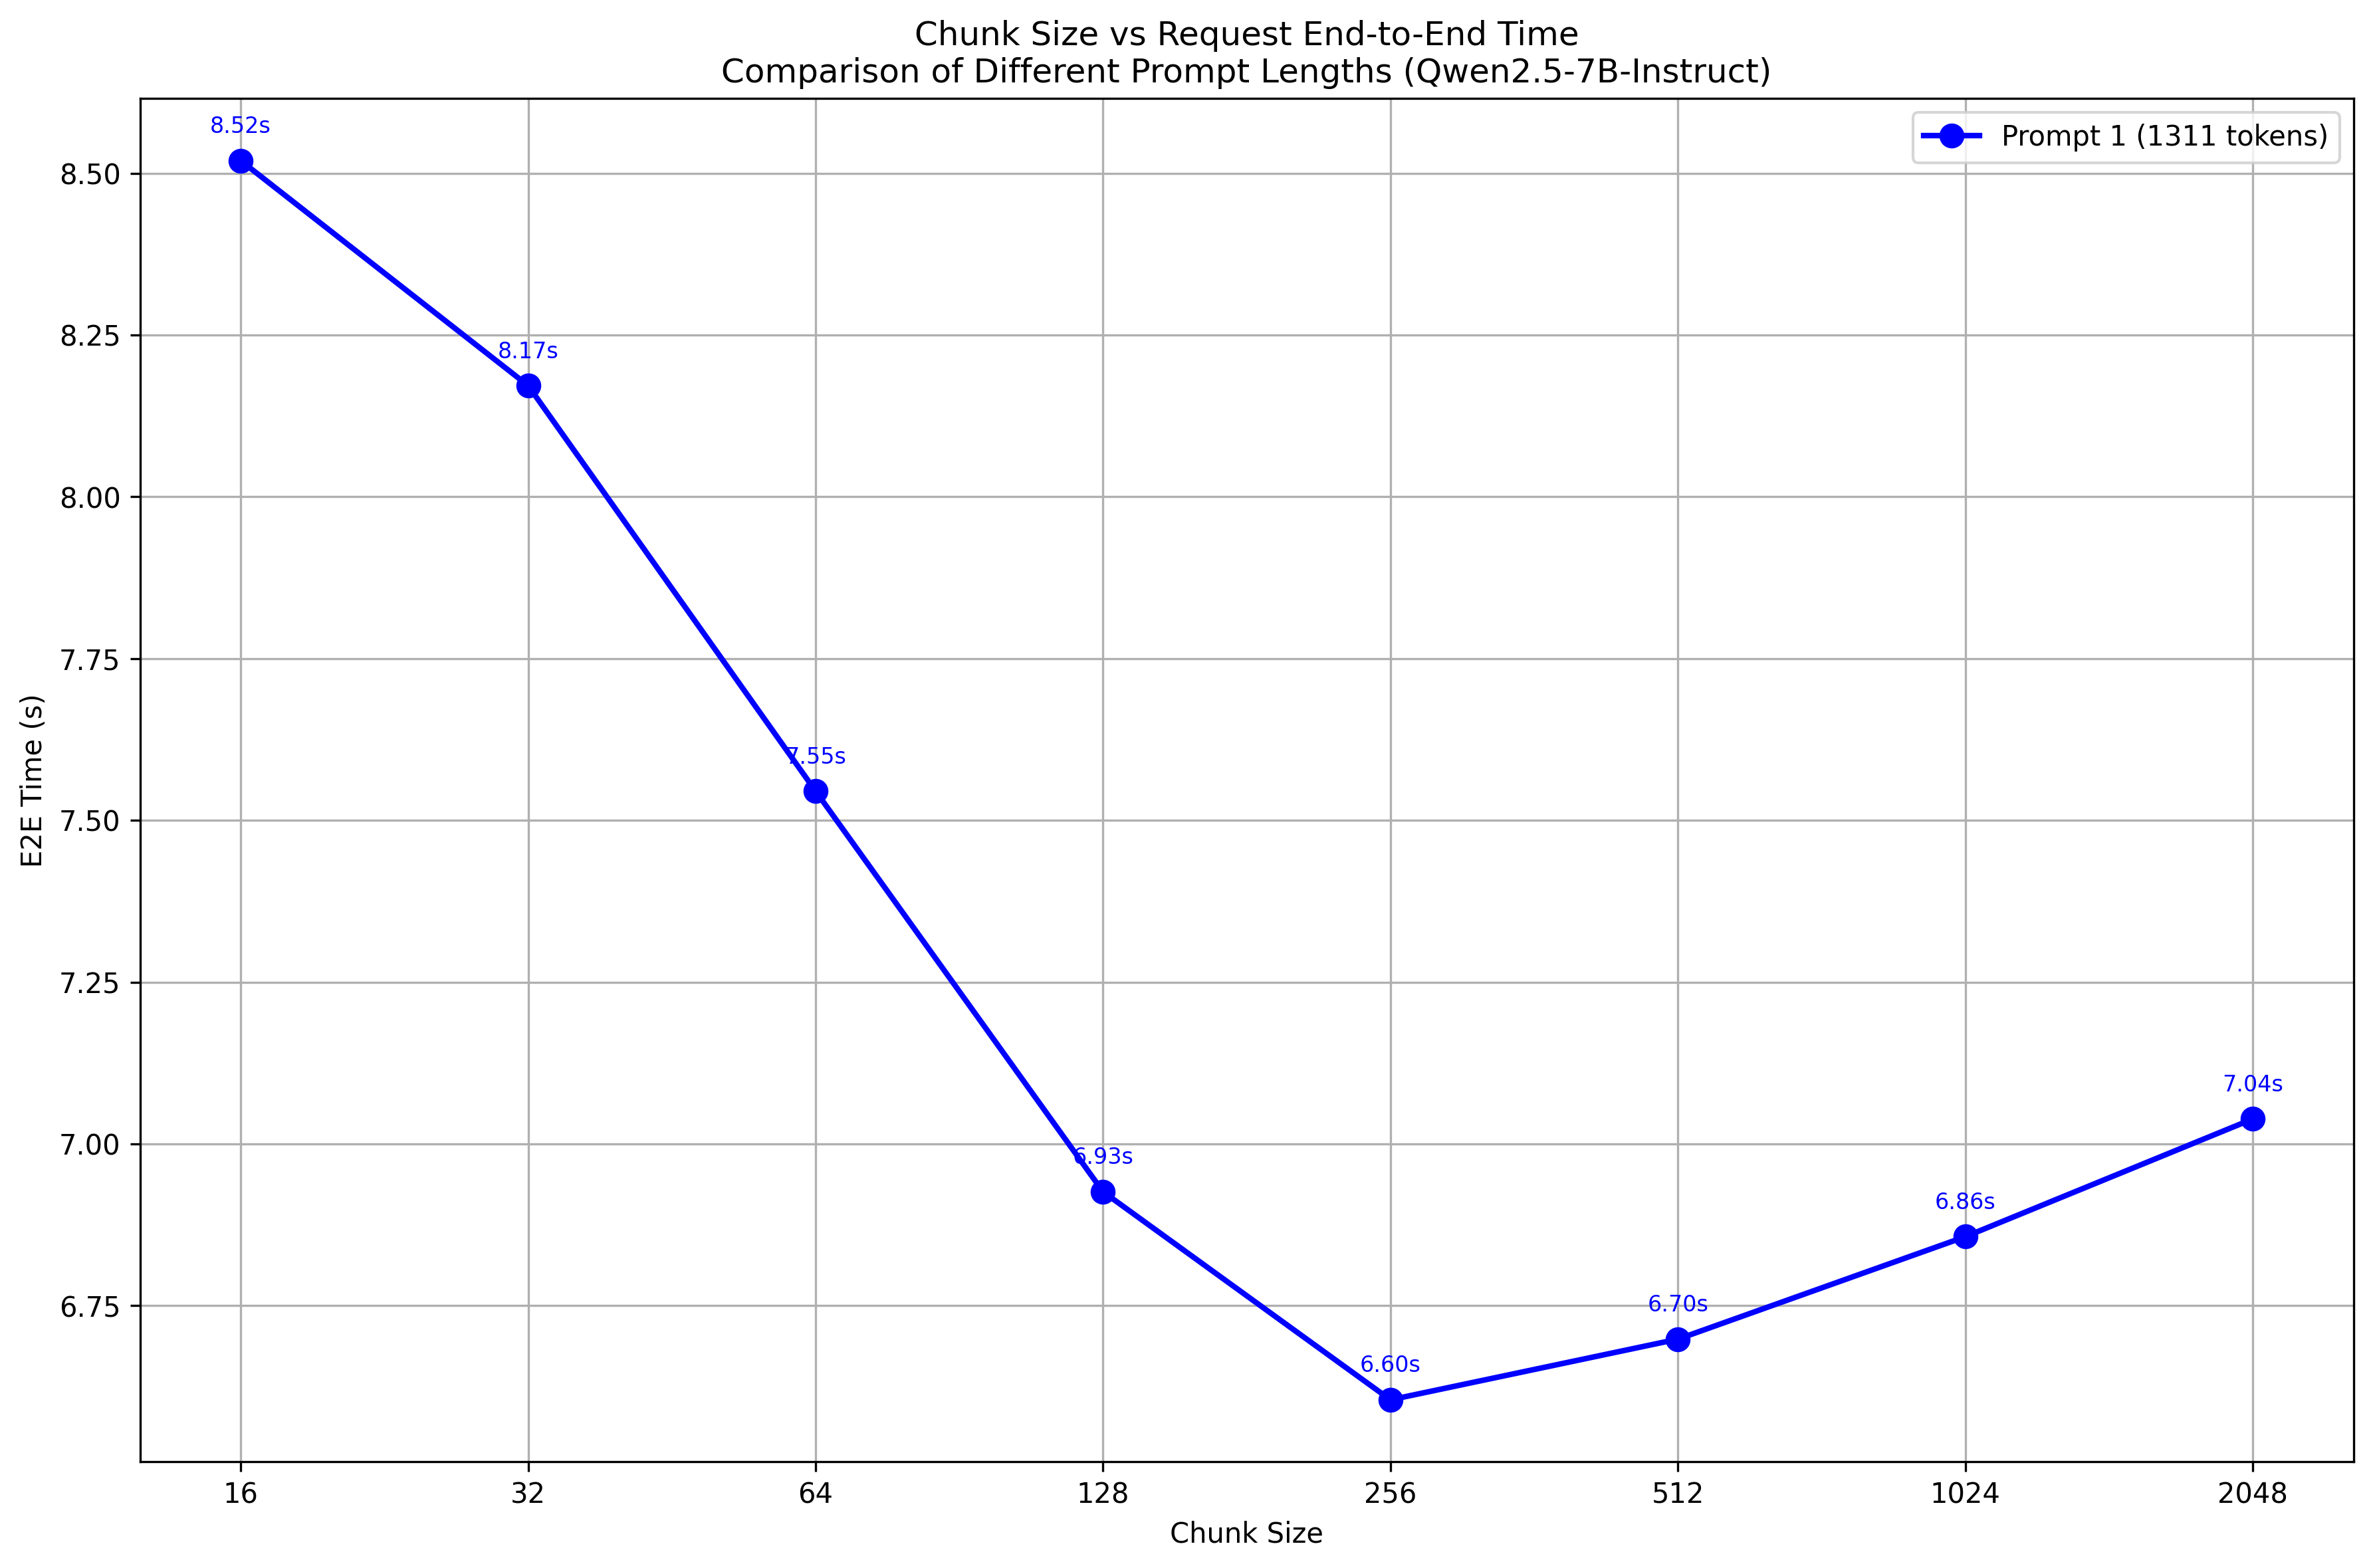 Chunk Size vs Request End-to-End Time
Comparison of Different Prompt Lengths (Qwen2.5-7B-Instruct)
Prompt 1 (1311 tokens)
E2E Time (s)
8.50
8.25
8.00
7.75
7.50
7.25
7.00
6.75
8.52s
8.17s
7.55s
6.93s
6.60s
6.70s
6.86s
7.04s
16 32 64 128 256 512 1024 2048
Chunk Size